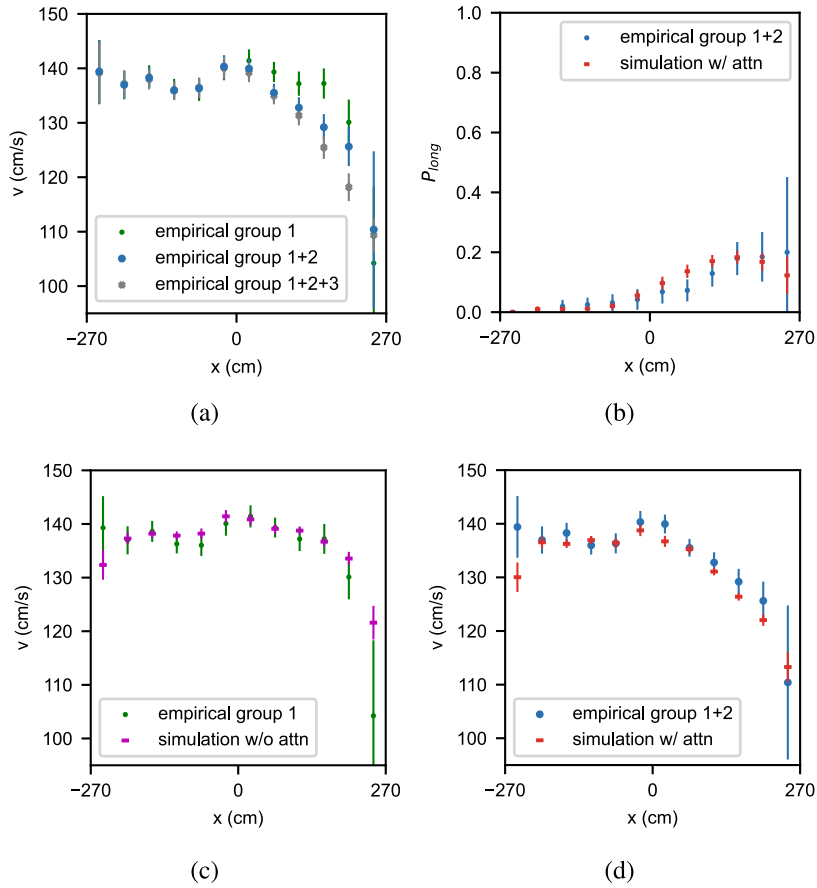 150
140
130
120
110
100
v (cm/s)
empirical group 1
empirical group 1+2
empirical group 1+2+3
−270
0
270
x (cm)
(a)
1.0
0.8
0.6
0.4
0.2
0.0
P_long
empirical group 1+2
simulation w/ attn
−270
0
270
x (cm)
(b)
150
140
130
120
110
100
v (cm/s)
empirical group 1
simulation w/o attn
−270
0
270
x (cm)
(c)
150
140
130
120
110
100
v (cm/s)
empirical group 1+2
simulation w/ attn
−270
0
270
x (cm)
(d)